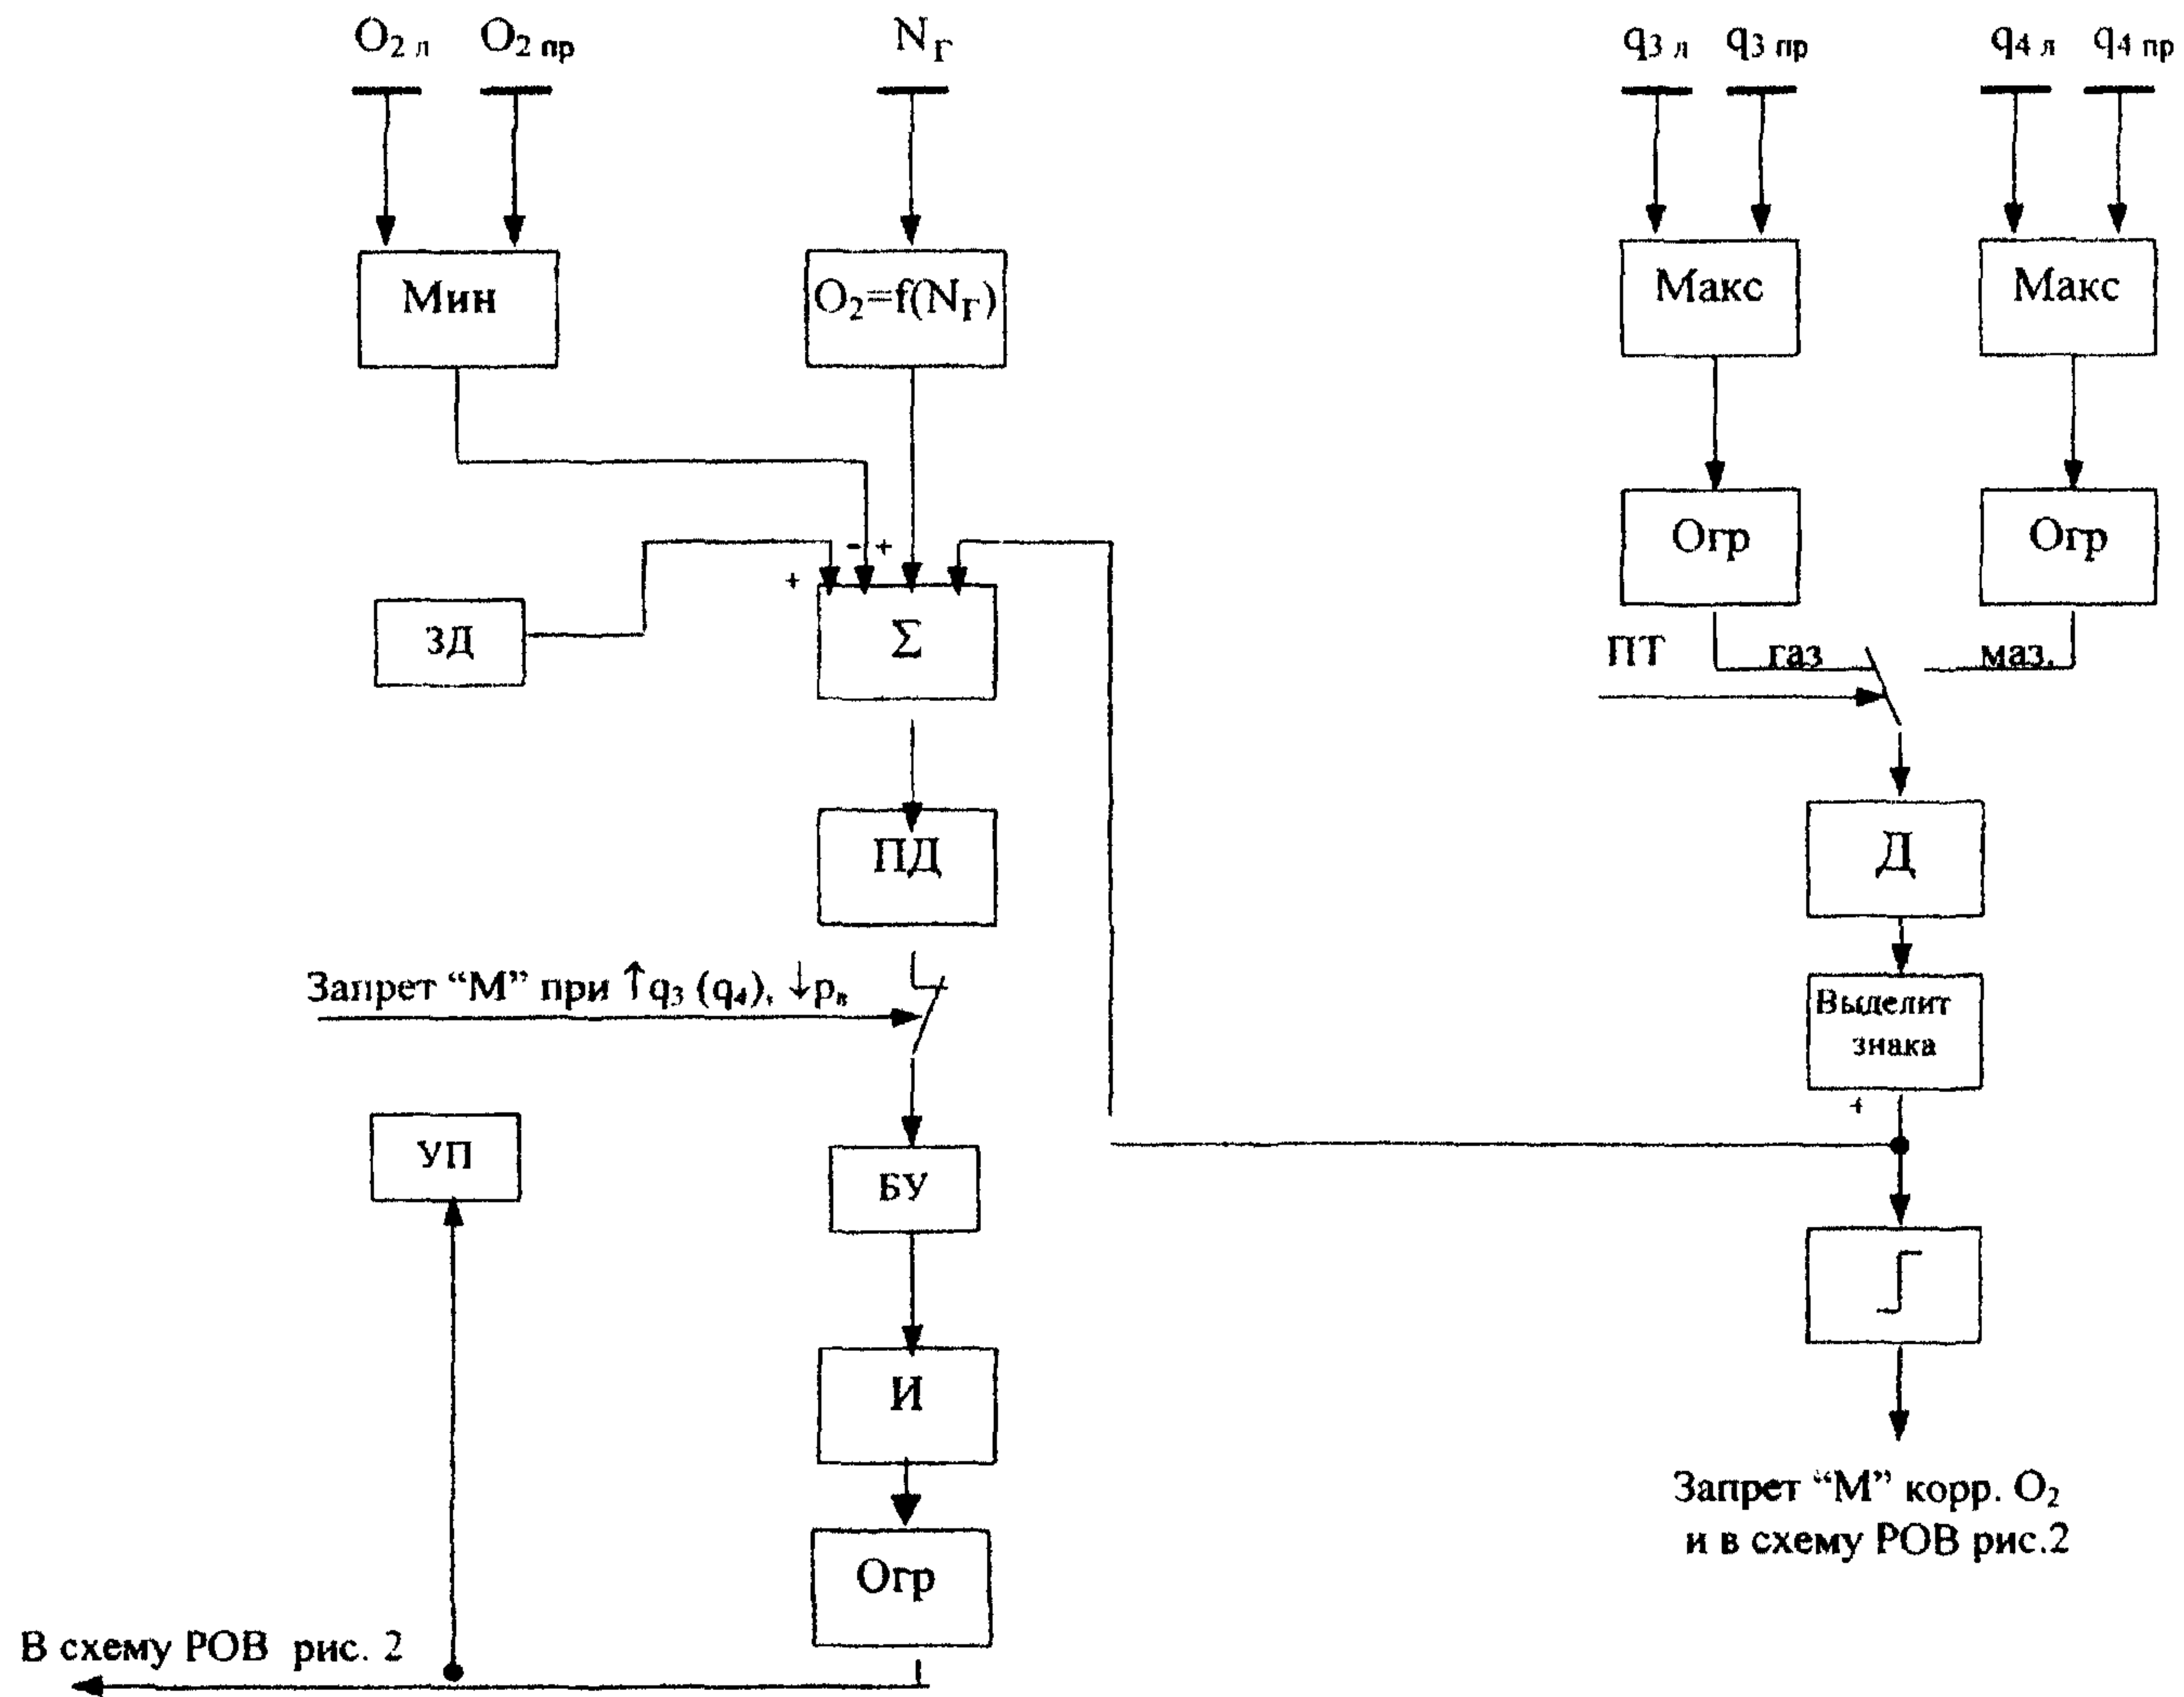 O₂ л O₂ пр Nг q₃ л q₃ пр q₄ л q₄ пр
Мин O₂=f(Nг) Макс Макс
Огр Огр
- +
+
ЗД Σ ПТ газ маз.
ПД Д
Запрет “М” при ↑q₃ (q₄), ↓pв
Выделит
знака
+
УП БУ
И
Огр
Запрет “М” корр. O₂
и в схему РОВ рис.2
В схему РОВ рис. 2